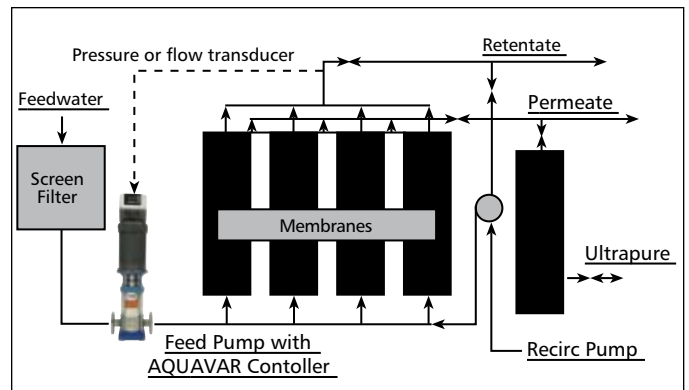 Pressure or flow transducer
Retentate
Feedwater
Permeate
Screen
Filter
Membranes
Ultrapure
Feed Pump with
AQUAVAR Contoller
Recirc Pump